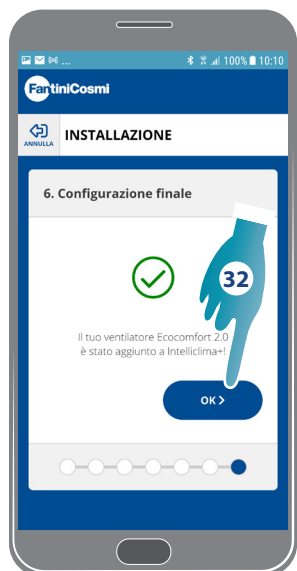 ... 100% 10:10
FantiniCosmi
ANNULLA
INSTALLAZIONE
6. Configurazione finale
32
Il tuo ventilatore Ecocomfort 2.0
è stato aggiunto a Intelliclima+!
OK >